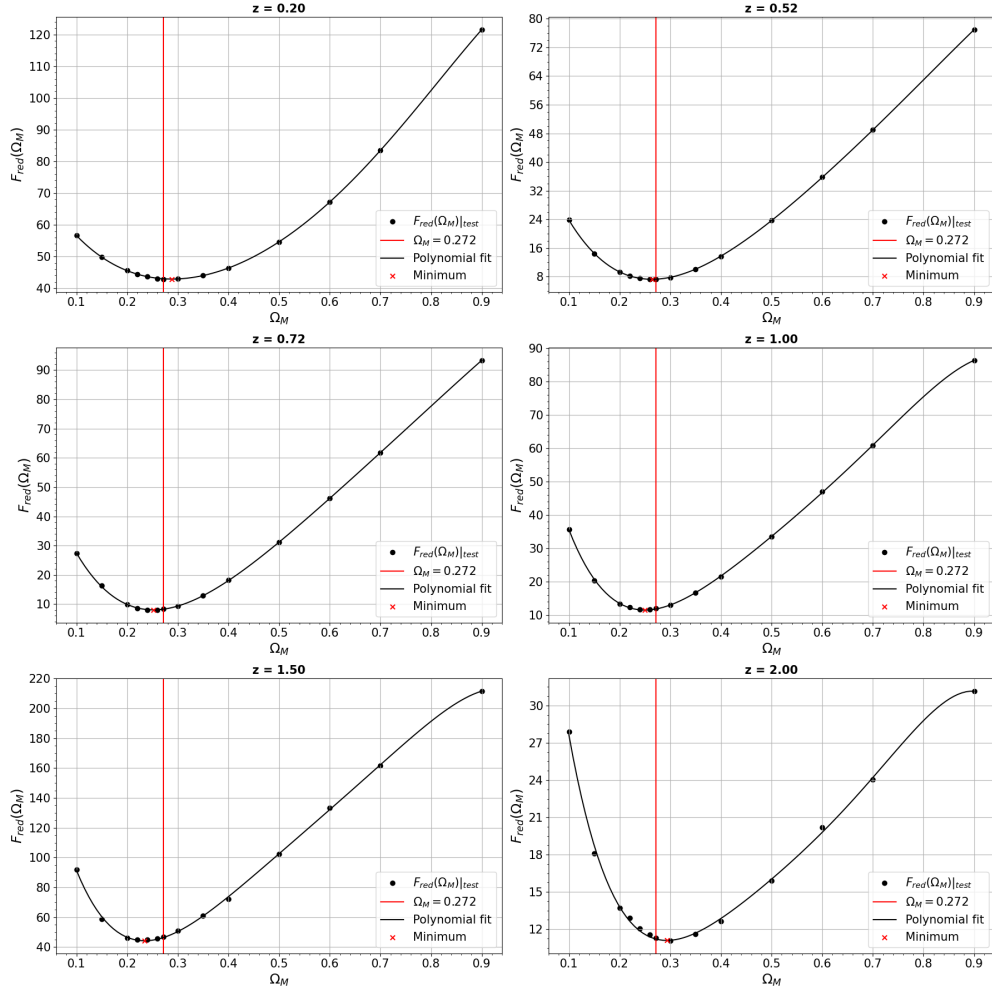 z = 0.20
120
110
100
90
80
70
60
50
40
F_red(Ω_M)
0.1 0.2 0.3 0.4 0.5 0.6 0.7 0.8 0.9
Ω_M
F_red(Ω_M)|_test
Ω_M = 0.272
Polynomial fit
Minimum
z = 0.52
80
72
64
56
48
40
32
24
16
8
F_red(Ω_M)
0.1 0.2 0.3 0.4 0.5 0.6 0.7 0.8 0.9
Ω_M
F_red(Ω_M)|_test
Ω_M = 0.272
Polynomial fit
Minimum
z = 0.72
90
80
70
60
50
40
30
20
10
F_red(Ω_M)
0.1 0.2 0.3 0.4 0.5 0.6 0.7 0.8 0.9
Ω_M
F_red(Ω_M)|_test
Ω_M = 0.272
Polynomial fit
Minimum
z = 1.00
90
80
70
60
50
40
30
20
10
F_red(Ω_M)
0.1 0.2 0.3 0.4 0.5 0.6 0.7 0.8 0.9
Ω_M
F_red(Ω_M)|_test
Ω_M = 0.272
Polynomial fit
Minimum
z = 1.50
220
200
180
160
140
120
100
80
60
40
F_red(Ω_M)
0.1 0.2 0.3 0.4 0.5 0.6 0.7 0.8 0.9
Ω_M
F_red(Ω_M)|_test
Ω_M = 0.272
Polynomial fit
Minimum
z = 2.00
30
27
24
21
18
15
12
F_red(Ω_M)
0.1 0.2 0.3 0.4 0.5 0.6 0.7 0.8 0.9
Ω_M
F_red(Ω_M)|_test
Ω_M = 0.272
Polynomial fit
Minimum